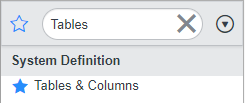 Tables
System Definition
Tables & Columns